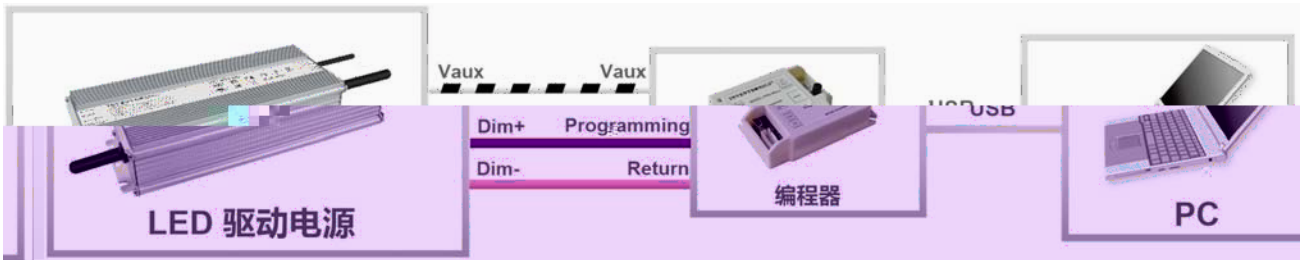 Vaux Vaux
USB
Dim+ Programming
Dim- Return
编程器
LED 驱动电源
PC